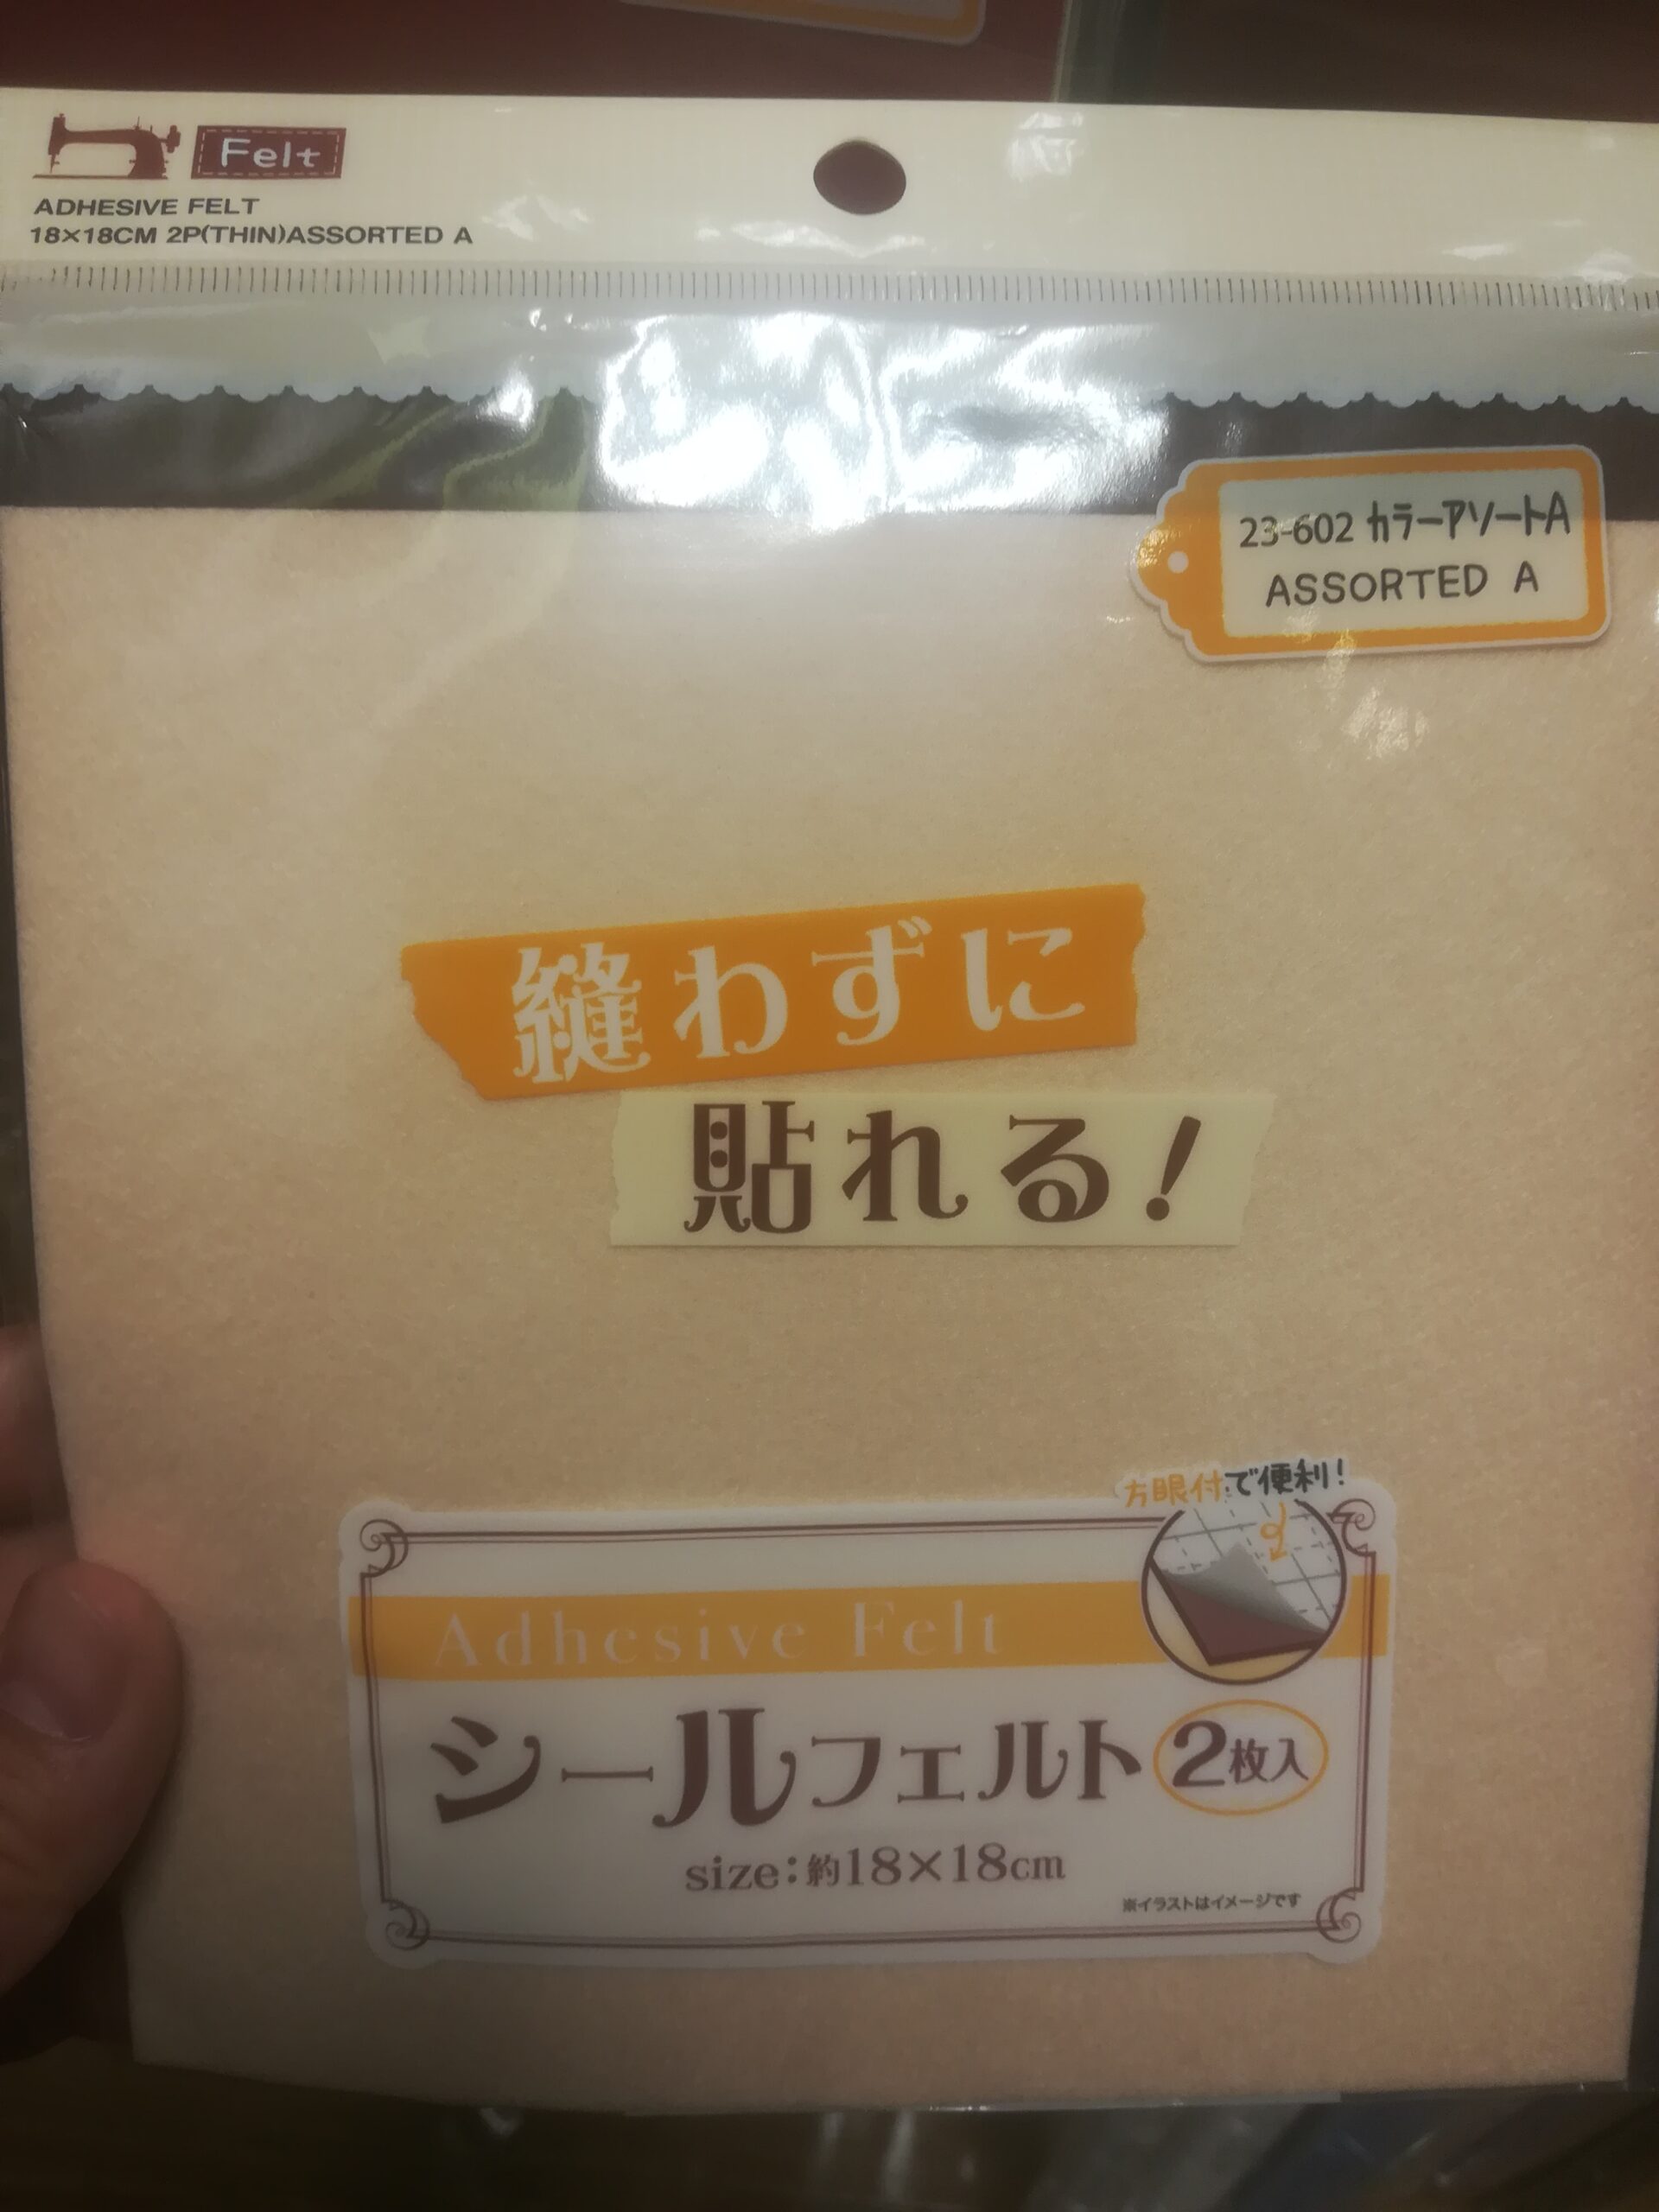 Felt
ADHESIVE FELT
18×18CM 2P(THIN)ASSORTED A
23-602 カラーアソートA
ASSORTED A
縫わずに
貼れる!
方眼付で便利!
Adhesive Felt
シールフェルト 2枚入
size:約18×18cm
※イラストはイメージです